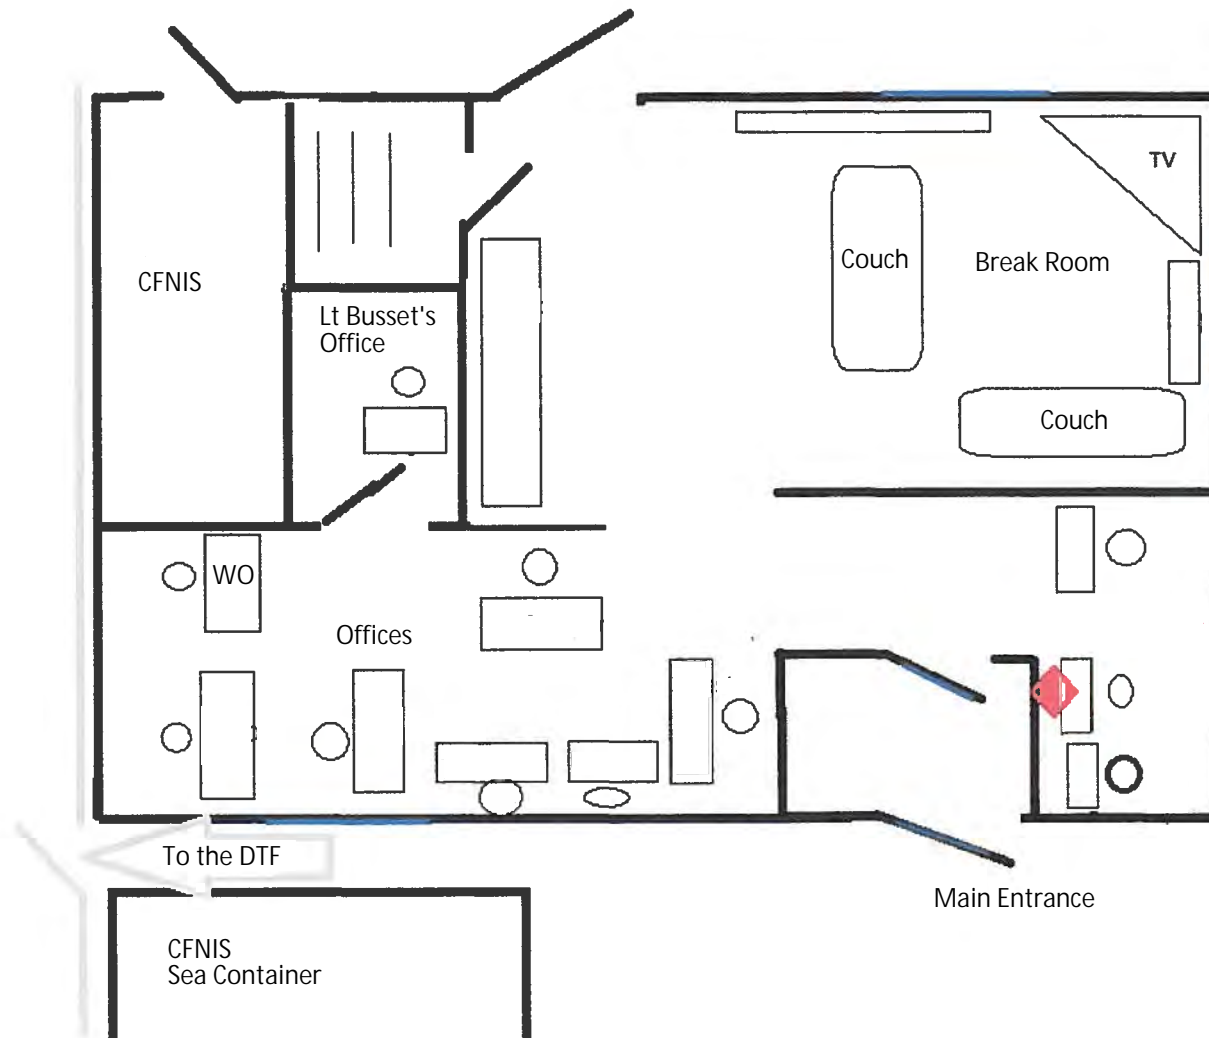 TV
Couch
Break Room
CFNIS
Lt Busset's
Office
Couch
WO
Offices
To the DTF
Main Entrance
CFNIS
Sea Container